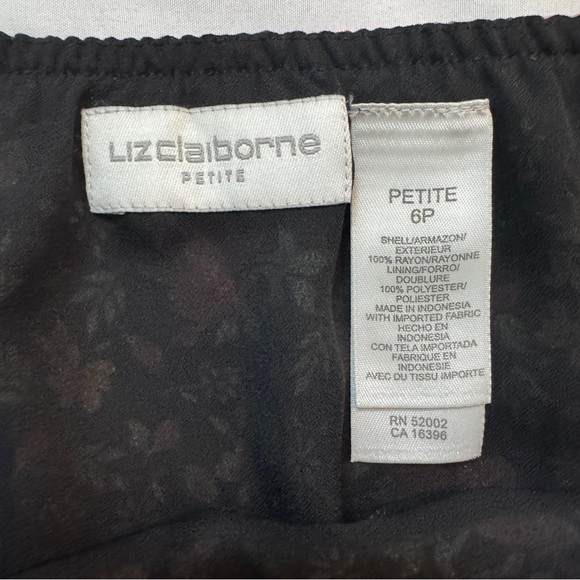 Lizclaiborne
PETITE
PETITE
6P
SHELL/ARMAZON/
EXTERIEUR
100% RAYON/RAYONNE
LINING/FORRO/
DOUBLURE
100% POLYESTER/
POLIESTER
MADE IN INDONESIA
WITH IMPORTED FABRIC
HECHO EN
INDONESIA
CON TELA IMPORTADA
FABRIQUE EN
INDONESIE
AVEC DU TISSU IMPORTE
RN 52002
CA 16396